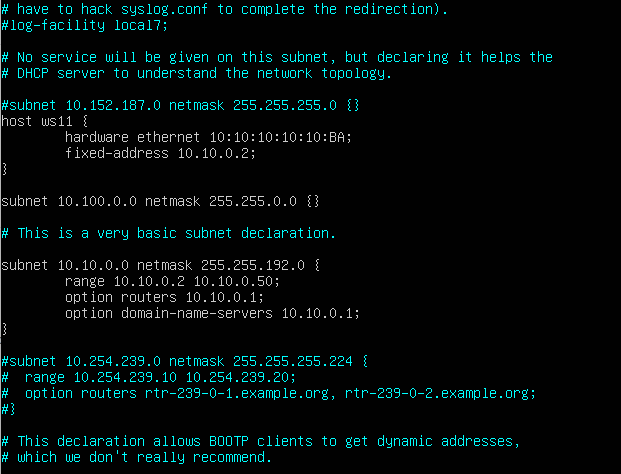 # have to hack syslog.conf to complete the redirection).
#log-facility local7;
# No service will be given on this subnet, but declaring it helps the
# DHCP server to understand the network topology.
#subnet 10.152.187.0 netmask 255.255.255.0 {}
host ws11 {
hardware ethernet 10:10:10:10:10:BA;
fixed-address 10.10.0.2;
}
subnet 10.100.0.0 netmask 255.255.0.0 {}
# This is a very basic subnet declaration.
subnet 10.10.0.0 netmask 255.255.192.0 {
range 10.10.0.2 10.10.0.50;
option routers 10.10.0.1;
option domain-name-servers 10.10.0.1;
}
#subnet 10.254.239.0 netmask 255.255.255.224 {
#  range 10.254.239.10 10.254.239.20;
#  option routers rtr-239-0-1.example.org, rtr-239-0-2.example.org;
#}
# This declaration allows BOOTP clients to get dynamic addresses,
# which we don't really recommend.